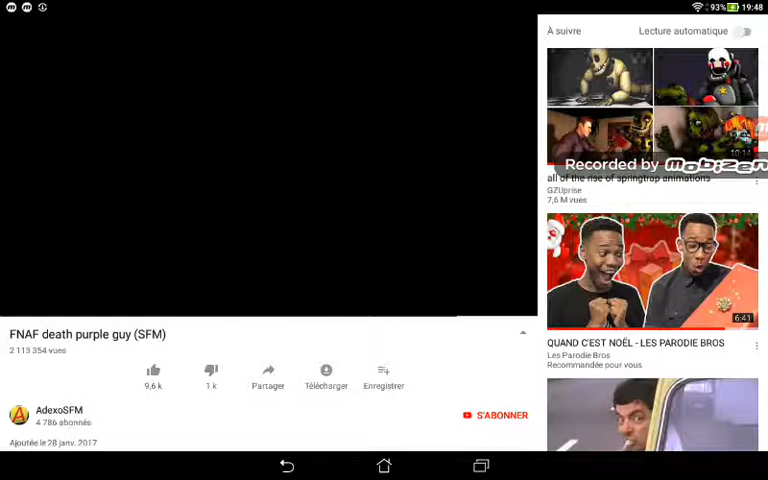 93% 19:48
À suivre
Lecture automatique
10:14
Recorded by mobizen
all of the rise of springtrap animations
GZUprise
7,6 M vues
6:41
QUAND C'EST NOËL - LES PARODIE BROS
Les Parodie Bros
Recommandée pour vous
FNAF death purple guy (SFM)
2 113 354 vues
9,6 k
1 k
Partager
Télécharger
Enregistrer
A
AdexoSFM
4 786 abonnés
S'ABONNER
Ajoutée le 28 janv. 2017